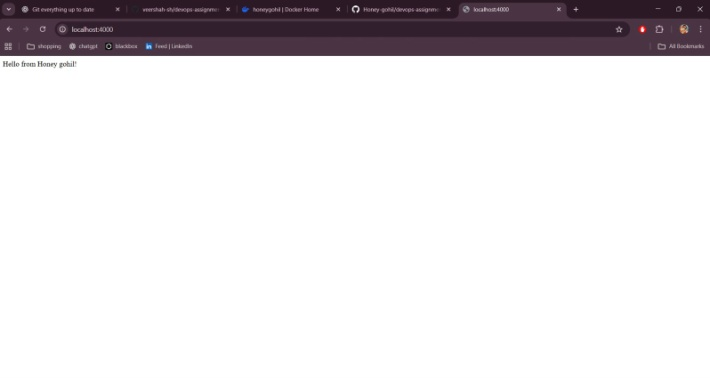 Git everything up to date
veershah-sh/devops-assignme
honeygohil | Docker Home
Honey-gohil/devops-assignme
localhost:4000
localhost:4000
shopping
chatgpt
blackbox
Feed | LinkedIn
All Bookmarks
Hello from Honey gohil!